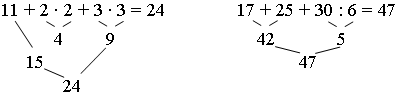 11 + 2 · 2 + 3 · 3 = 24
4 9
15
24
17 + 25 + 30 : 6 = 47
42 5
47